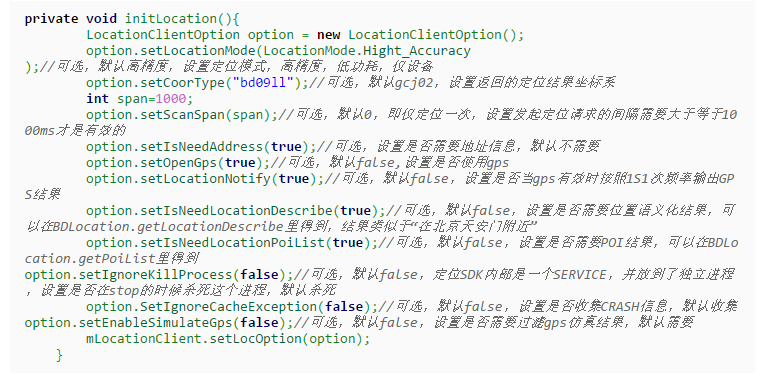 private void initLocation(){
LocationClientOption option = new LocationClientOption();
option.setLocationMode(LocationMode.Hight_Accuracy
);//可选，默认高精度，设置定位模式，高精度，低功耗，仅设备
option.setCoorType("bd09ll");//可选，默认gcj02，设置返回的定位结果坐标系
int span=1000;
option.setScanSpan(span);//可选，默认0，即仅定位一次，设置发起定位请求的间隔需要大于等于10
00ms才是有效的
option.setIsNeedAddress(true);//可选，设置是否需要地址信息，默认不需要
option.setOpenGps(true);//可选，默认false,设置是否使用gps
option.setLocationNotify(true);//可选，默认false，设置是否当gps有效时按照1S1次频率输出GP
S结果
option.setIsNeedLocationDescribe(true);//可选，默认false，设置是否需要位置语义化结果，可
以在BDLocation.getLocationDescribe里得到，结果类似于“在北京天安门附近”
option.setIsNeedLocationPoiList(true);//可选，默认false，设置是否需要POI结果，可以在BDLo
cation.getPoiList里得到
option.setIgnoreKillProcess(false);//可选，默认false，定位SDK内部是一个SERVICE，并放到了独立进程
，设置是否在stop的时候杀死这个进程，默认杀死
option.SetIgnoreCacheException(false);//可选，默认false，设置是否收集CRASH信息，默认收集
option.setEnableSimulateGps(false);//可选，默认false，设置是否需要过滤gps仿真结果，默认需要
mLocationClient.setLocOption(option);
}